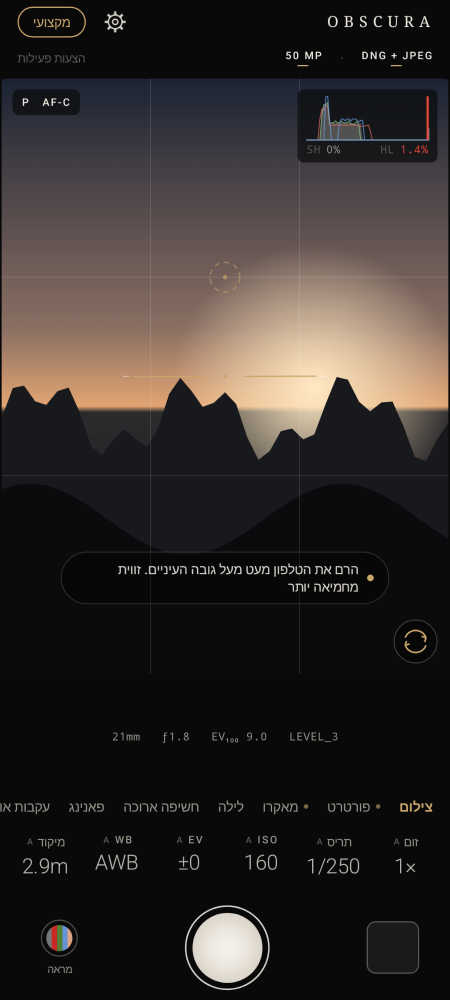 OBSCURA
מקצועי
DNG + JPEG · 50 MP
הצעות פעילות
P AF-C
SH 0% HL 1.4%
הרם את הטלפון מעט מעל גובה העיניים. זווית
מחמיאה יותר
21mm ƒ1.8 EV₁₀₀ 9.0 LEVEL_3
צילום פורטרט מאקרו לילה חשיפה ארוכה פאנינג עקבות או
זום A
1×
תריס A
1/250
ISO A
160
EV A
±0
WB A
AWB
מיקוד A
2.9m
מראה